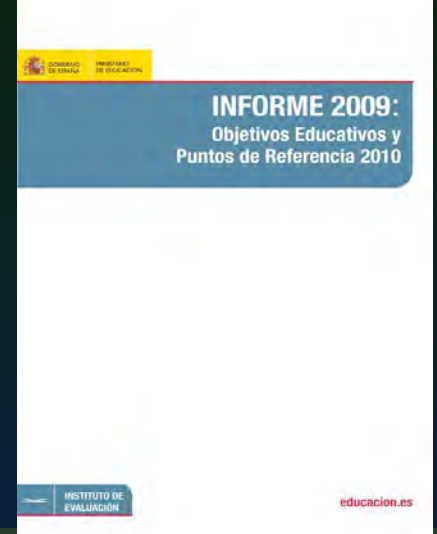 GOBIERNO MINISTERIO
DE ESPAÑA DE EDUCACIÓN
INFORME 2009:
Objetivos Educativos y
Puntos de Referencia 2010
INSTITUTO DE
EVALUACIÓN
educacion.es